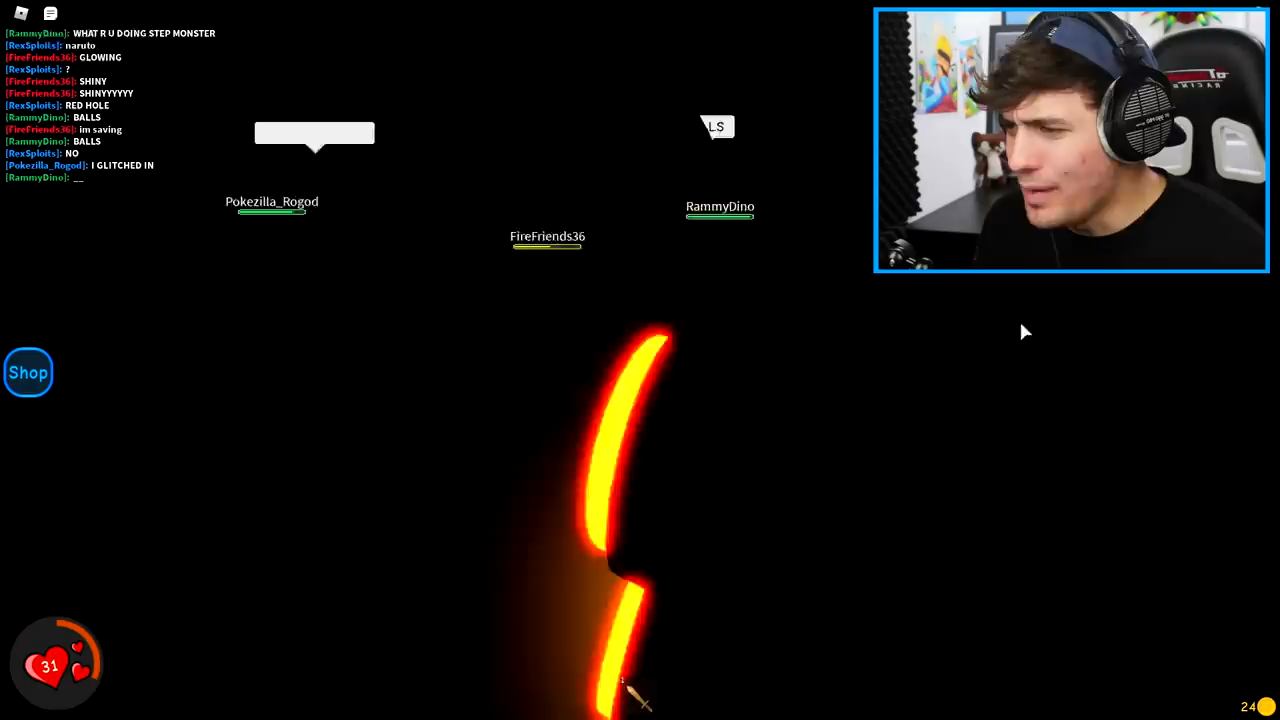 [RammyDino]: WHAT R U DOING STEP MONSTER
[RexSploits]: naruto
[FireFriends36]: GLOWING
[RexSploits]: ?
[FireFriends36]: SHINY
[FireFriends36]: SHINYYYYYY
[RexSploits]: RED HOLE
[RammyDino]: BALLS
[FireFriends36]: im saving
[RammyDino]: BALLS
[RexSploits]: NO
[Pokezilla_Rogod]: I GLITCHED IN
[RammyDino]: __
LS
Pokezilla_Rogod
RammyDino
FireFriends36
Shop
31
1
24